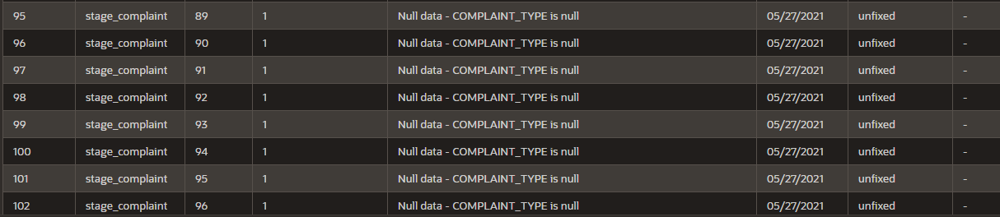 95 stage_complaint 89 1 Null data - COMPLAINT_TYPE is null 05/27/2021 unfixed -
96 stage_complaint 90 1 Null data - COMPLAINT_TYPE is null 05/27/2021 unfixed -
97 stage_complaint 91 1 Null data - COMPLAINT_TYPE is null 05/27/2021 unfixed -
98 stage_complaint 92 1 Null data - COMPLAINT_TYPE is null 05/27/2021 unfixed -
99 stage_complaint 93 1 Null data - COMPLAINT_TYPE is null 05/27/2021 unfixed -
100 stage_complaint 94 1 Null data - COMPLAINT_TYPE is null 05/27/2021 unfixed -
101 stage_complaint 95 1 Null data - COMPLAINT_TYPE is null 05/27/2021 unfixed -
102 stage_complaint 96 1 Null data - COMPLAINT_TYPE is null 05/27/2021 unfixed -